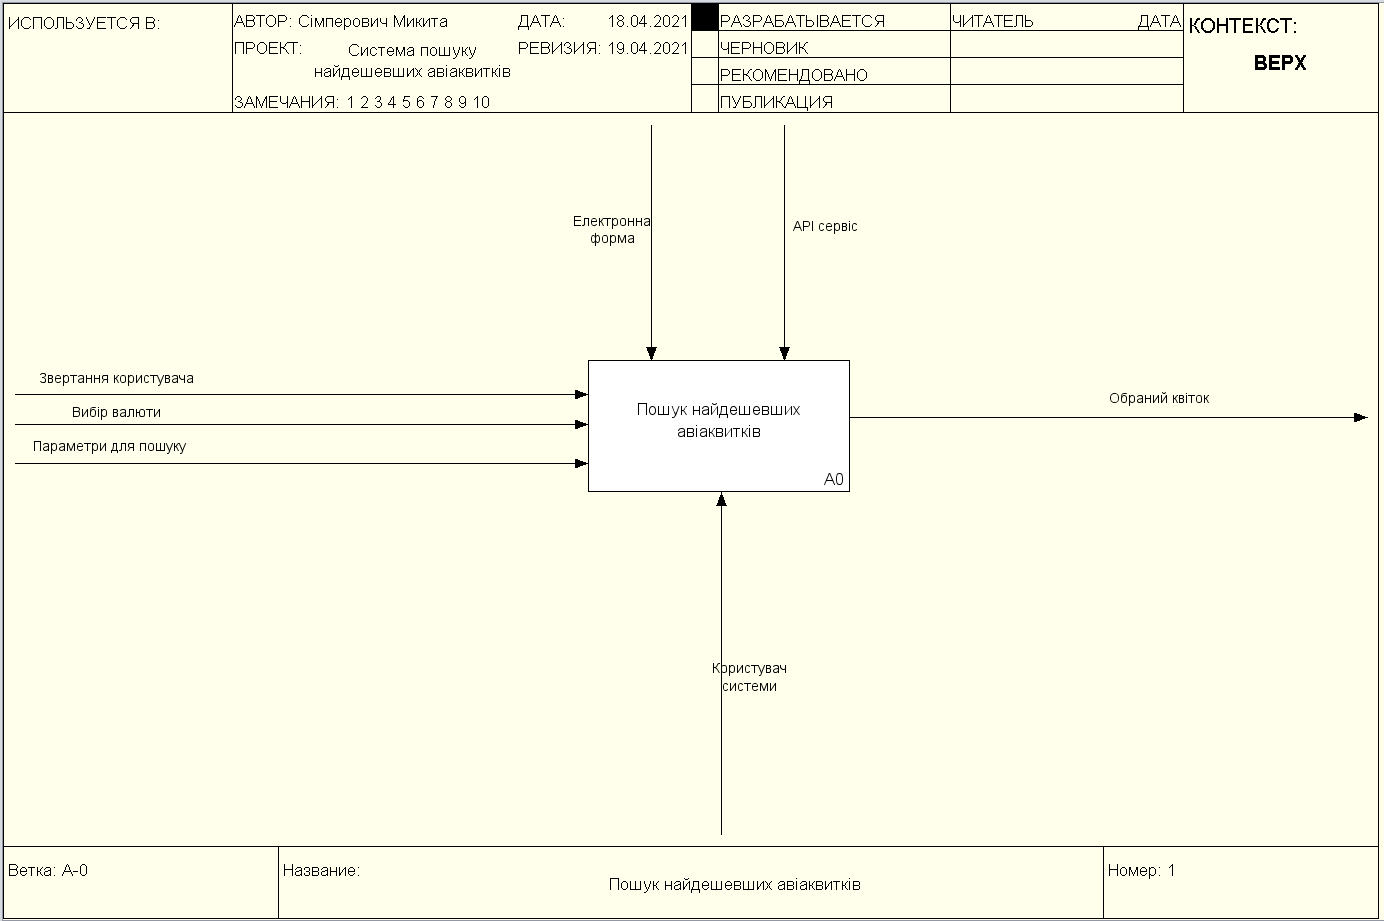 ИСПОЛЬЗУЕТСЯ В:
АВТОР: Сімперович Микита
ДАТА: 18.04.2021
ПРОЕКТ: Система пошуку
найдешевших авіаквитків
РЕВИЗИЯ: 19.04.2021
ЗАМЕЧАНИЯ: 1 2 3 4 5 6 7 8 9 10
РАЗРАБАТЫВАЕТСЯ
ЧЕРНОВИК
РЕКОМЕНДОВАНО
ПУБЛИКАЦИЯ
ЧИТАТЕЛЬ ДАТА
КОНТЕКСТ:
ВЕРХ
Електронна
форма
API сервіс
Звертання користувача
Вибір валюти
Параметри для пошуку
Пошук найдешевших
авіаквитків
A0
Обраний квіток
Користувач
системи
Ветка: A-0
Название:
Пошук найдешевших авіаквитків
Номер: 1